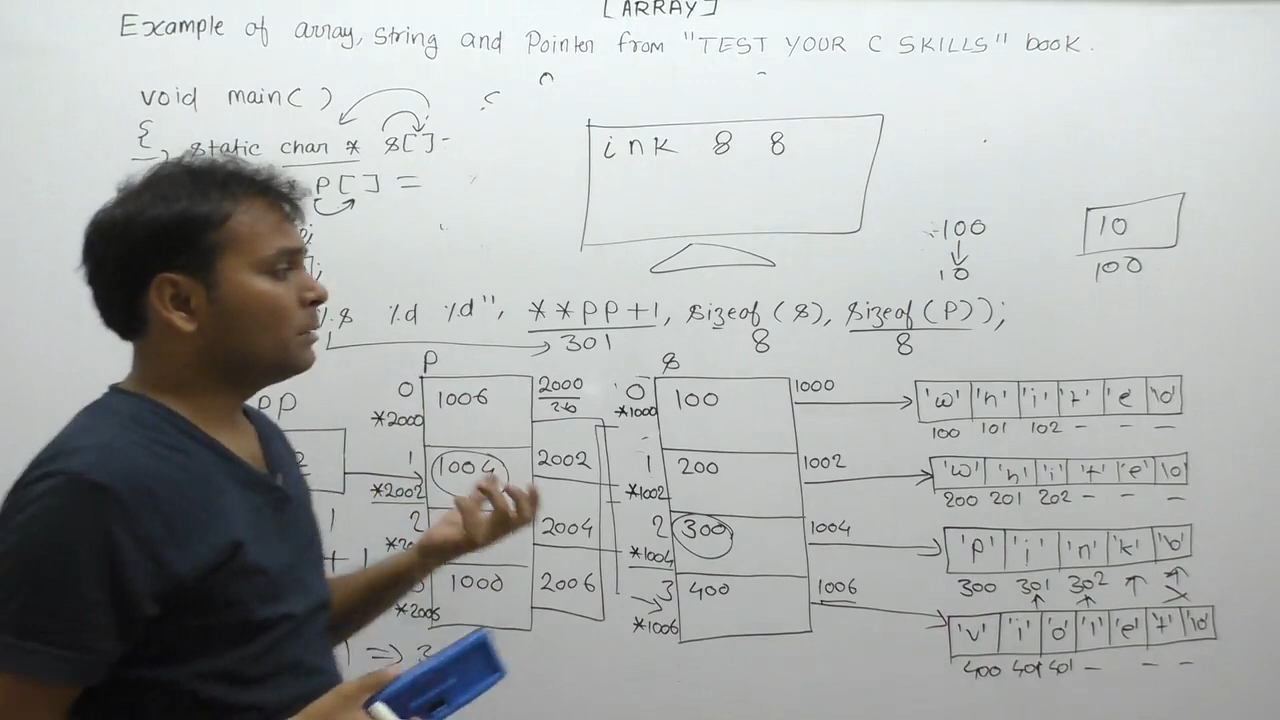 [ARRAY]
Example of array, string and Pointer from "TEST YOUR C SKILLS" book.
void main( )
{
static char * s[ ]
* P[ ] =
ink 8 8
100
10
10
100
%s %d %d", **pp+1, sizeof(s), sizeof(P));
301 8 8
PP
P
s
0 1006 2000
26
*2000
1 1004 2002
*2002
2 2004
3 1000 2006
*2006
0 100 1000
*1000
1 200 1002
*1002
2 300 1004
*1004
3 400 1006
*1006
'w' 'h' 'i' 't' 'e' '\0'
100 101 102 - - -
'w' 'h' 'i' 't' 'e' '\0'
200 201 202 - - -
'P' 'i' 'n' 'k' '\0'
300 301 302
'v' 'i' 'o' 'l' 'e' 't' '\0'
400 401 401 - - -